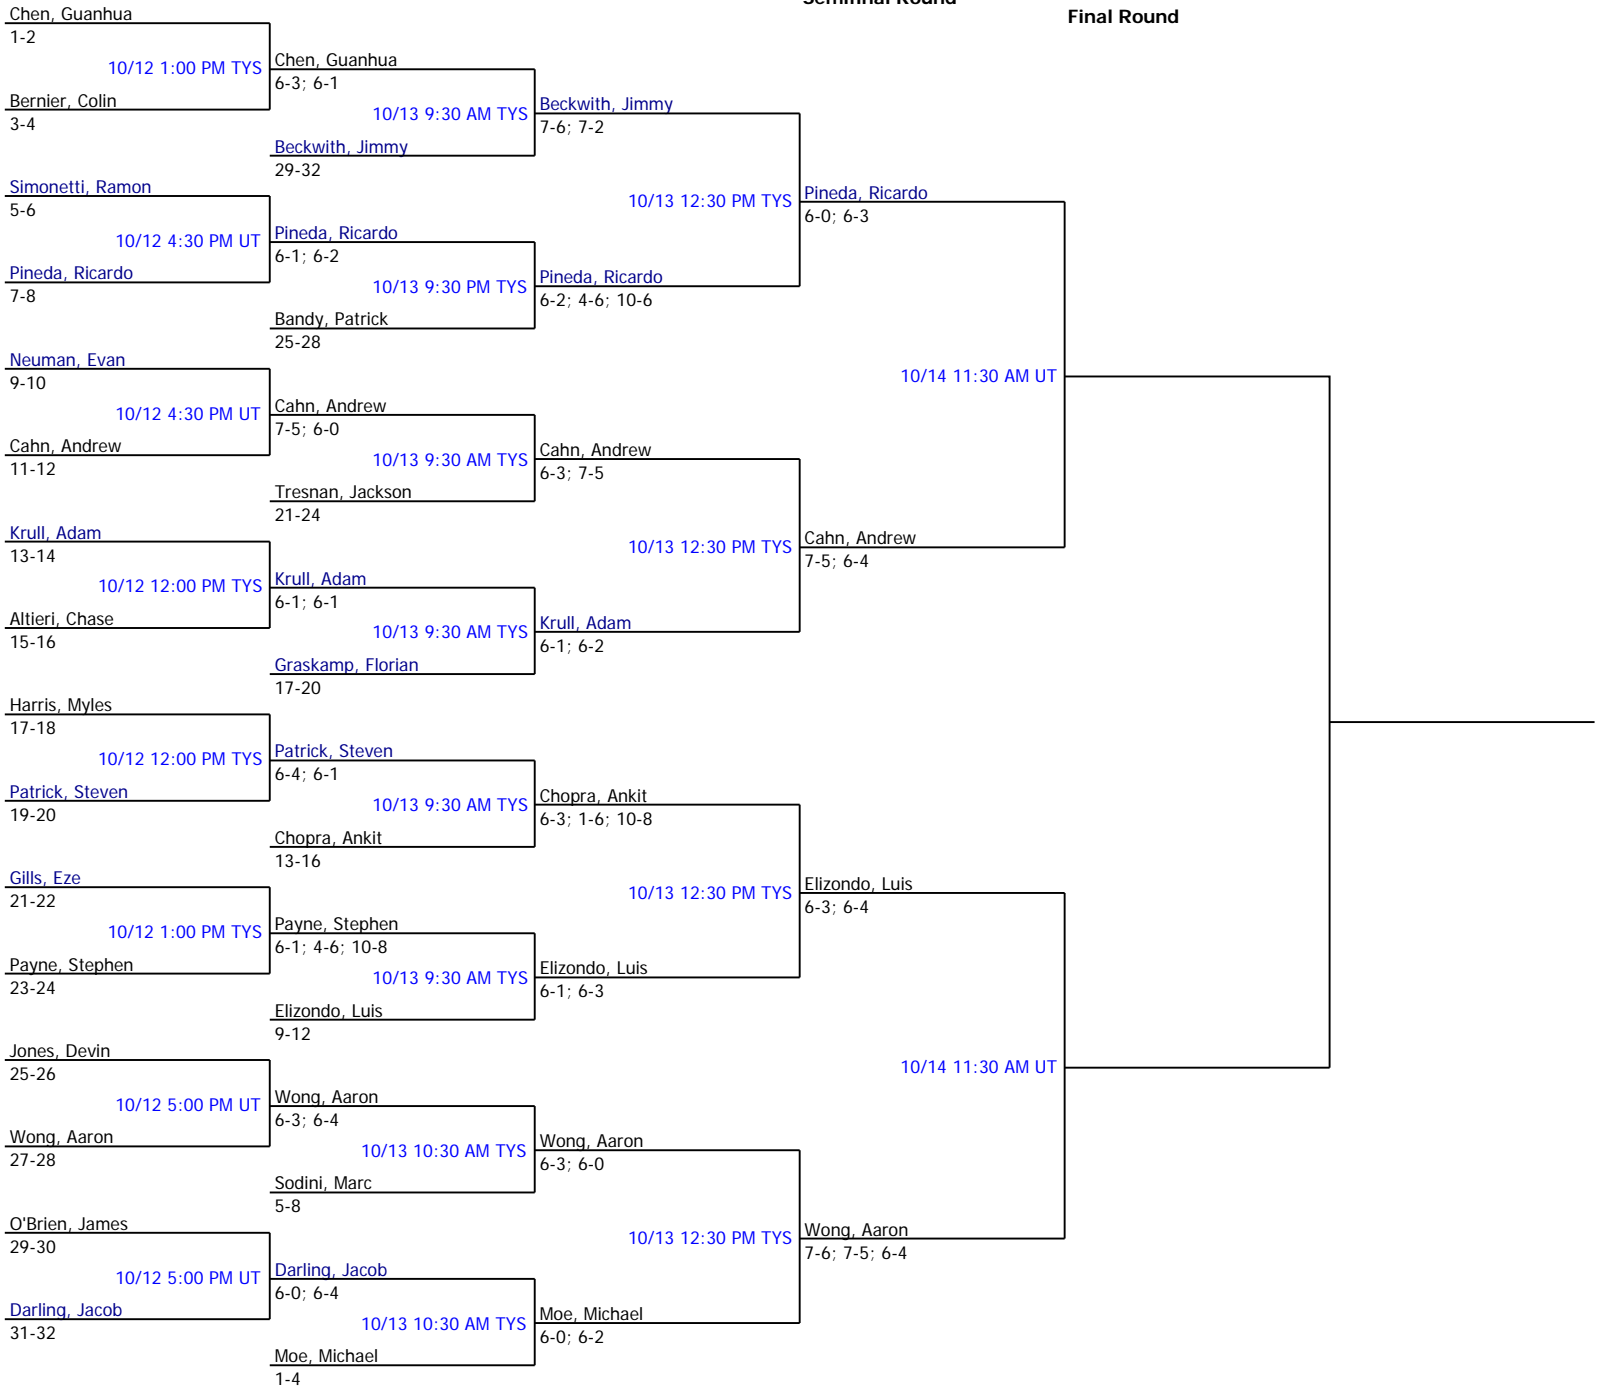 Semifinal Round
Final Round
Chen, Guanhua
1-2
10/12 1:00 PM TYS
Chen, Guanhua
6-3; 6-1
Bernier, Colin
3-4
10/13 9:30 AM TYS
Beckwith, Jimmy
7-6; 7-2
Beckwith, Jimmy
29-32
Simonetti, Ramon
5-6
10/13 12:30 PM TYS
Pineda, Ricardo
6-0; 6-3
10/12 4:30 PM UT
Pineda, Ricardo
6-1; 6-2
Pineda, Ricardo
7-8
10/13 9:30 PM TYS
Pineda, Ricardo
6-2; 4-6; 10-6
Bandy, Patrick
25-28
Neuman, Evan
9-10
10/14 11:30 AM UT
10/12 4:30 PM UT
Cahn, Andrew
7-5; 6-0
Cahn, Andrew
11-12
10/13 9:30 AM TYS
Cahn, Andrew
6-3; 7-5
Tresnan, Jackson
21-24
Krull, Adam
13-14
10/13 12:30 PM TYS
Cahn, Andrew
7-5; 6-4
10/12 12:00 PM TYS
Krull, Adam
6-1; 6-1
Altieri, Chase
15-16
10/13 9:30 AM TYS
Krull, Adam
6-1; 6-2
Graskamp, Florian
17-20
Harris, Myles
17-18
10/12 12:00 PM TYS
Patrick, Steven
6-4; 6-1
Patrick, Steven
19-20
10/13 9:30 AM TYS
Chopra, Ankit
6-3; 1-6; 10-8
Chopra, Ankit
13-16
Gills, Eze
21-22
10/13 12:30 PM TYS
Elizondo, Luis
6-3; 6-4
10/12 1:00 PM TYS
Payne, Stephen
6-1; 4-6; 10-8
Payne, Stephen
23-24
10/13 9:30 AM TYS
Elizondo, Luis
6-1; 6-3
Elizondo, Luis
9-12
Jones, Devin
25-26
10/14 11:30 AM UT
10/12 5:00 PM UT
Wong, Aaron
6-3; 6-4
Wong, Aaron
27-28
10/13 10:30 AM TYS
Wong, Aaron
6-3; 6-0
Sodini, Marc
5-8
O'Brien, James
29-30
10/13 12:30 PM TYS
Wong, Aaron
7-6; 7-5; 6-4
10/12 5:00 PM UT
Darling, Jacob
6-0; 6-4
Darling, Jacob
31-32
10/13 10:30 AM TYS
Moe, Michael
6-0; 6-2
Moe, Michael
1-4